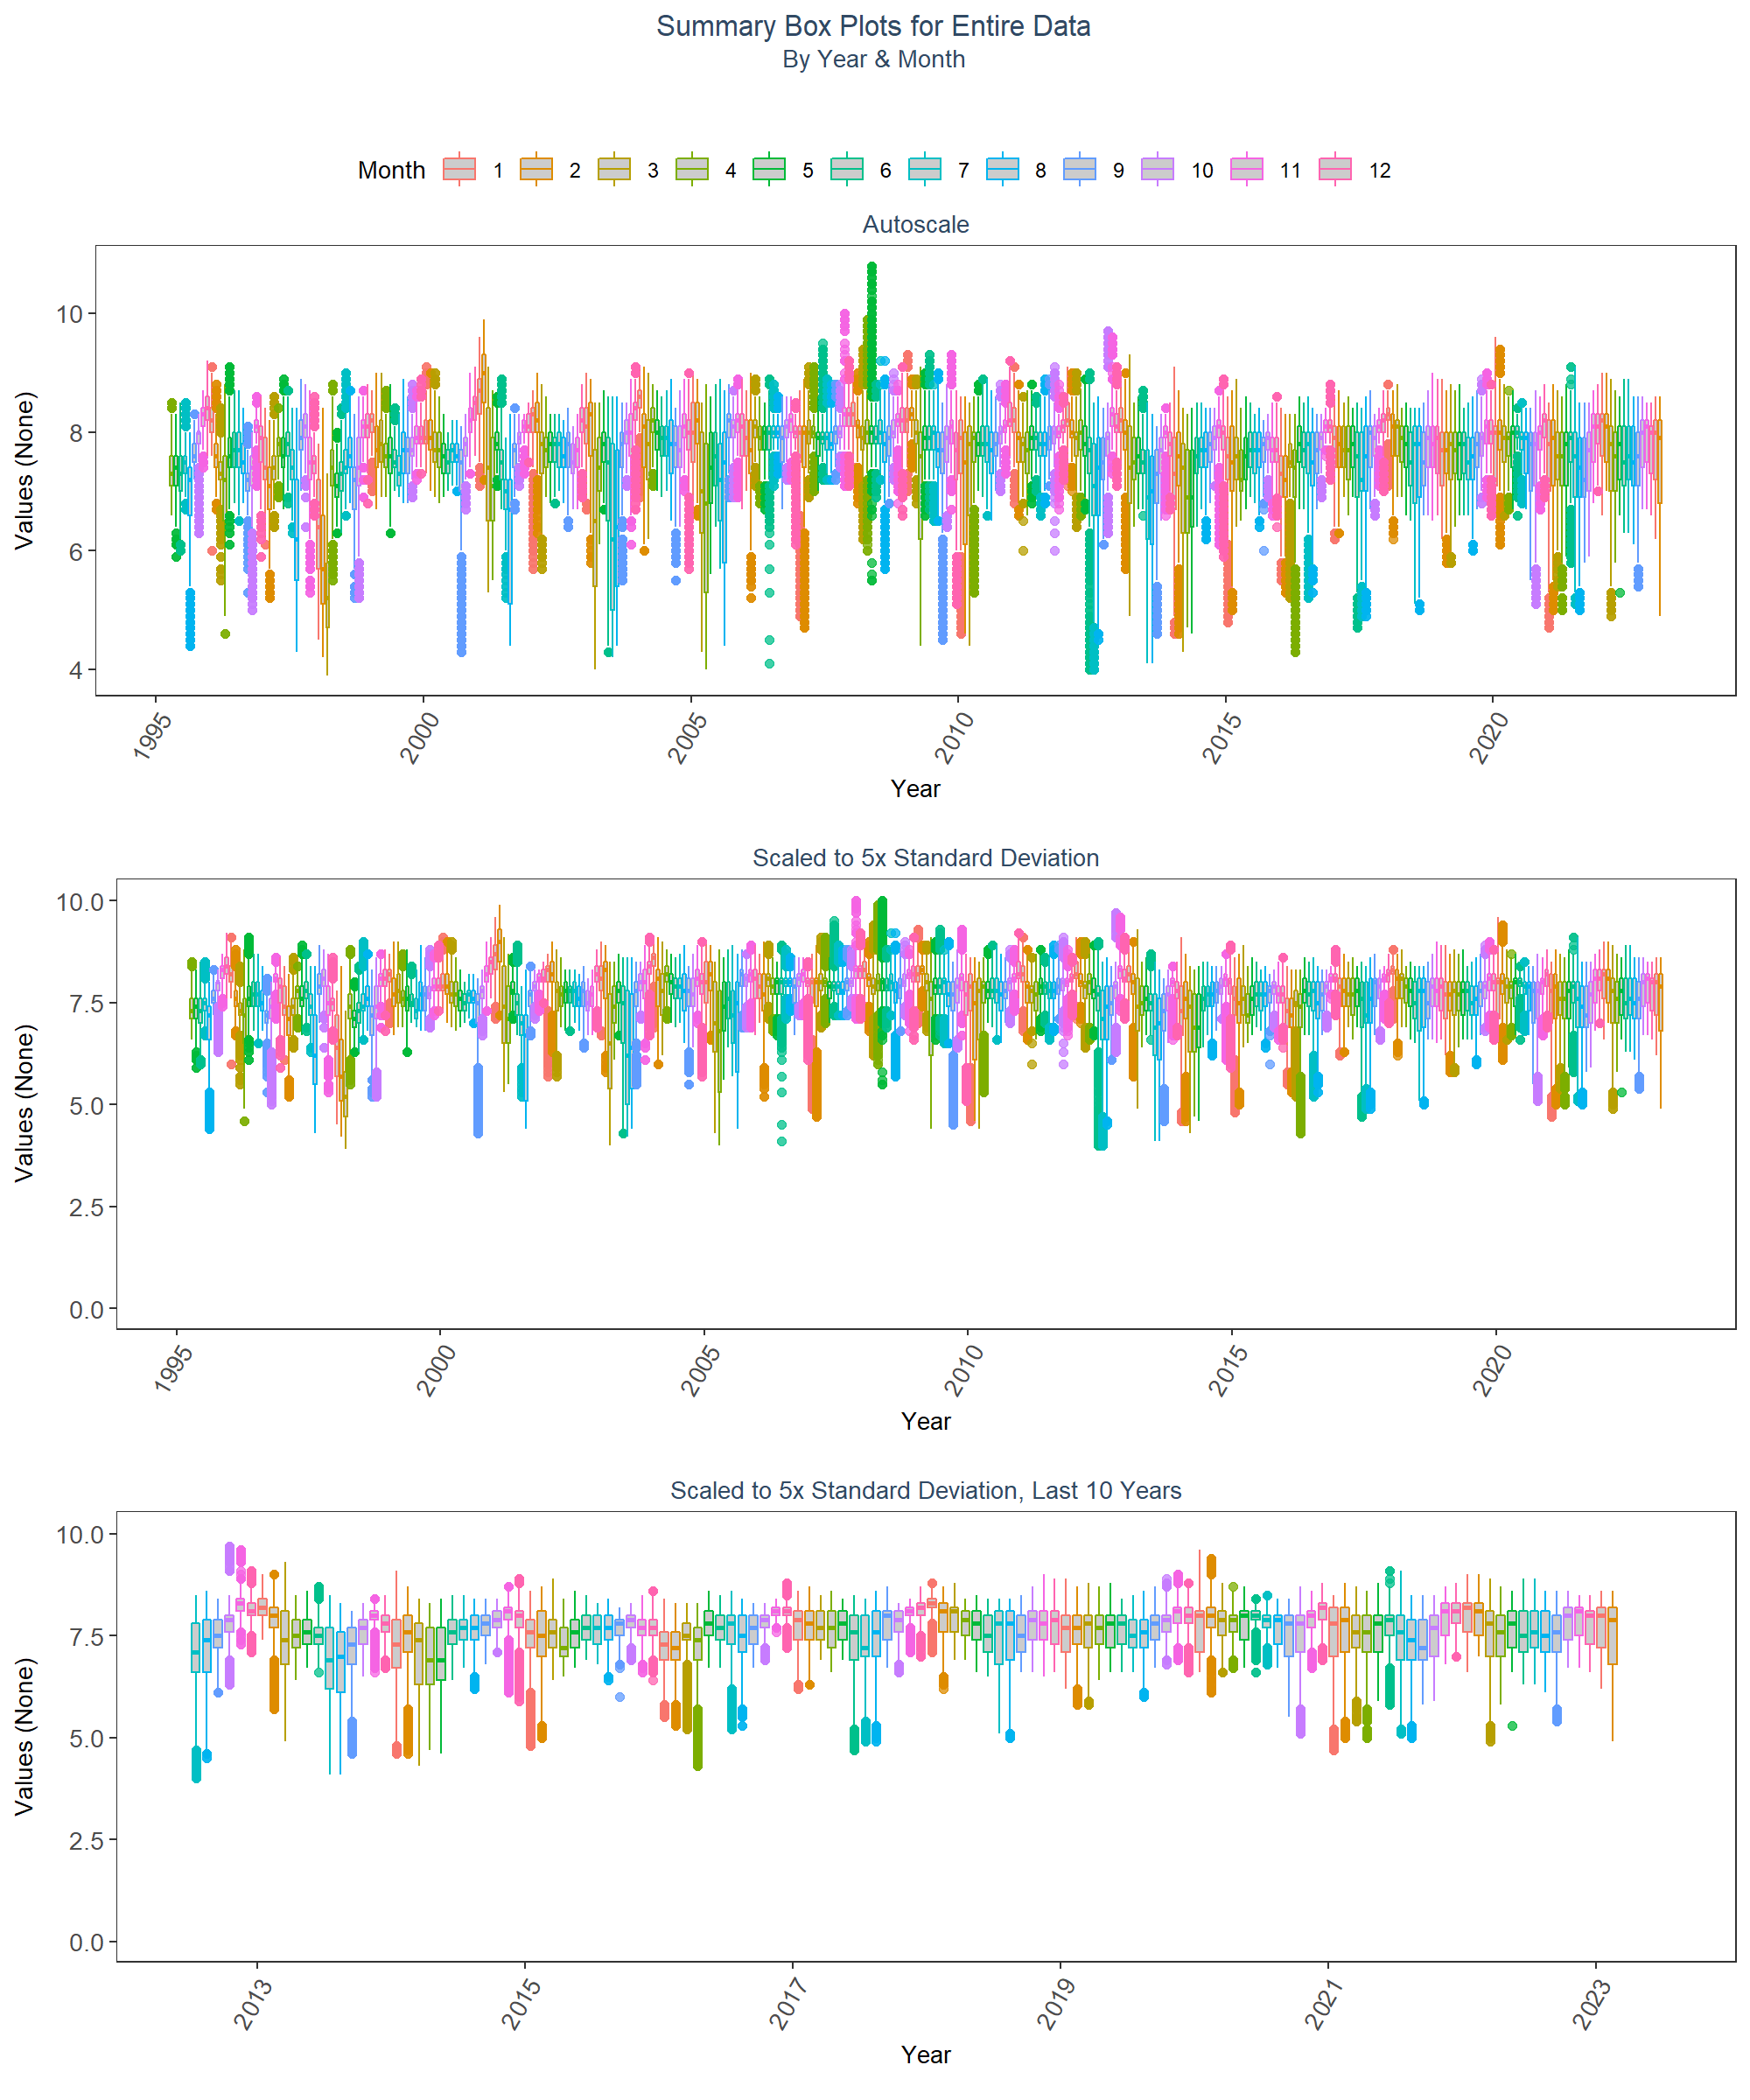 Summary Box Plots for Entire Data
By Year & Month
Month 1 2 3 4 5 6 7 8 9 10 11 12
Autoscale
Values (None)
10
8
6
4
1995 2000 2005 2010 2015 2020
Year
Scaled to 5x Standard Deviation
Values (None)
10.0
7.5
5.0
2.5
0.0
1995 2000 2005 2010 2015 2020
Year
Scaled to 5x Standard Deviation, Last 10 Years
Values (None)
10.0
7.5
5.0
2.5
0.0
2013 2015 2017 2019 2021 2023
Year